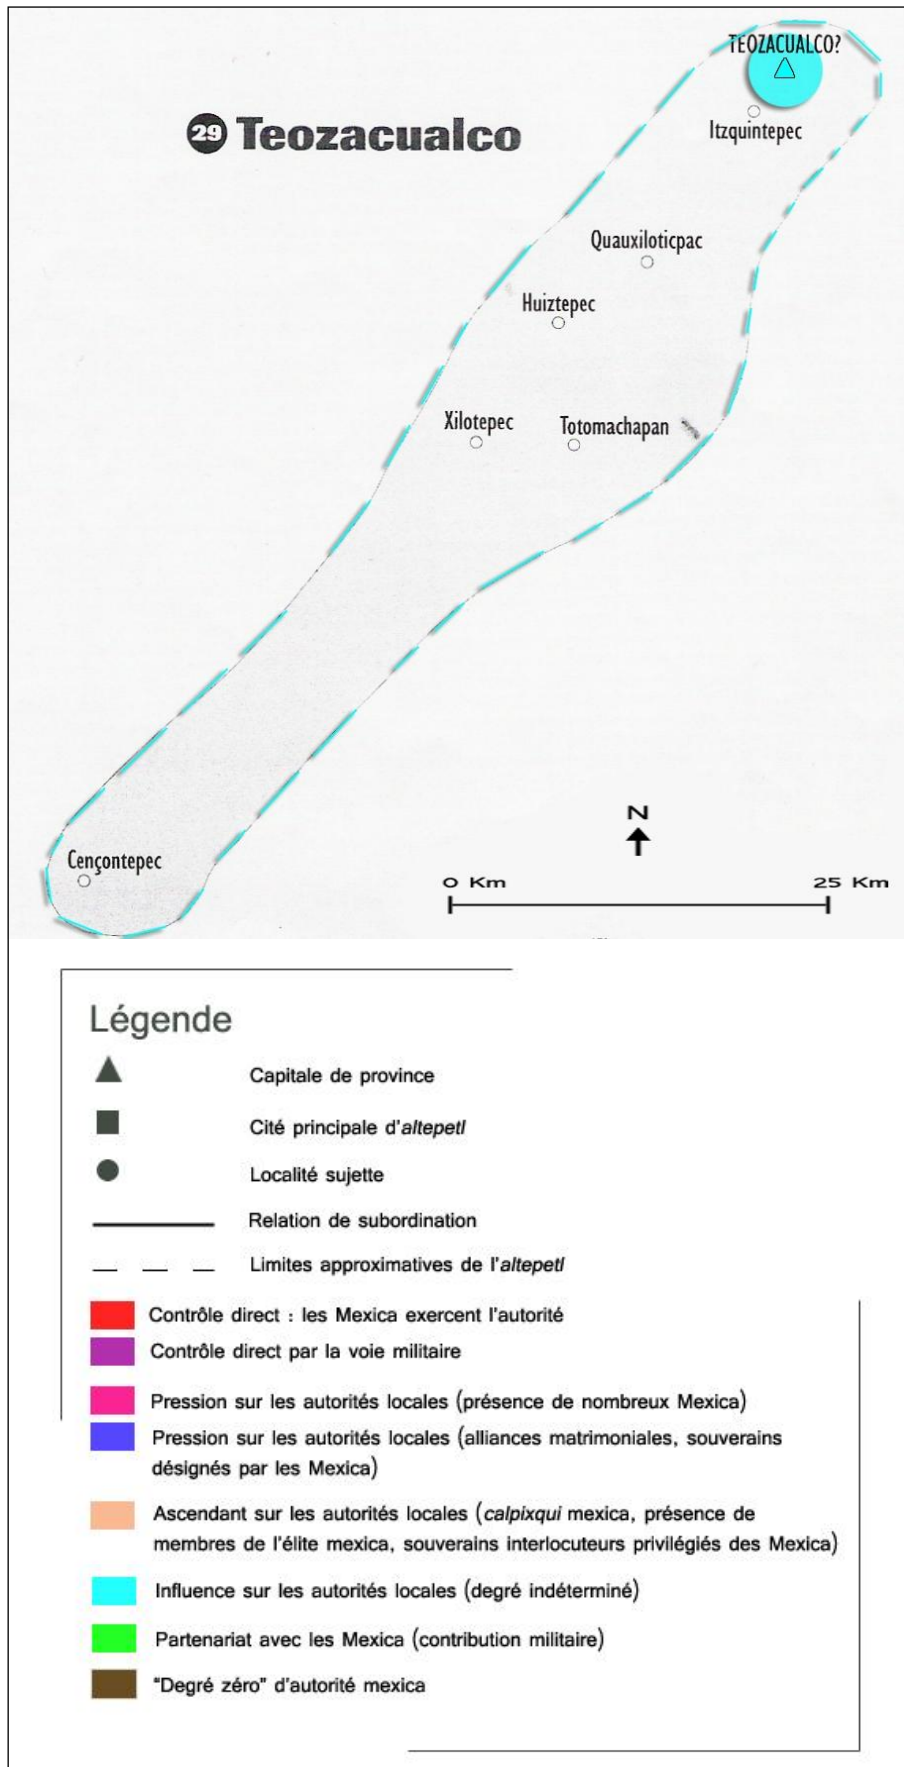 TEOZACUALCO?
29 Teozacualco
Itzquintepec
Quauxiloticpac
Huiztepec
Xilotepec
Totomachapan
Cençontepec
N
0 Km
25 Km
Légende
Capitale de province
Cité principale d'altepetl
Localité sujette
Relation de subordination
Limites approximatives de l'altepetl
Contrôle direct : les Mexica exercent l'autorité
Contrôle direct par la voie militaire
Pression sur les autorités locales (présence de nombreux Mexica)
Pression sur les autorités locales (alliances matrimoniales, souverains
désignés par les Mexica)
Ascendant sur les autorités locales (calpixqui mexica, présence de
membres de l'élite mexica, souverains interlocuteurs privilégiés des Mexica)
Influence sur les autorités locales (degré indéterminé)
Partenariat avec les Mexica (contribution militaire)
"Degré zéro" d'autorité mexica